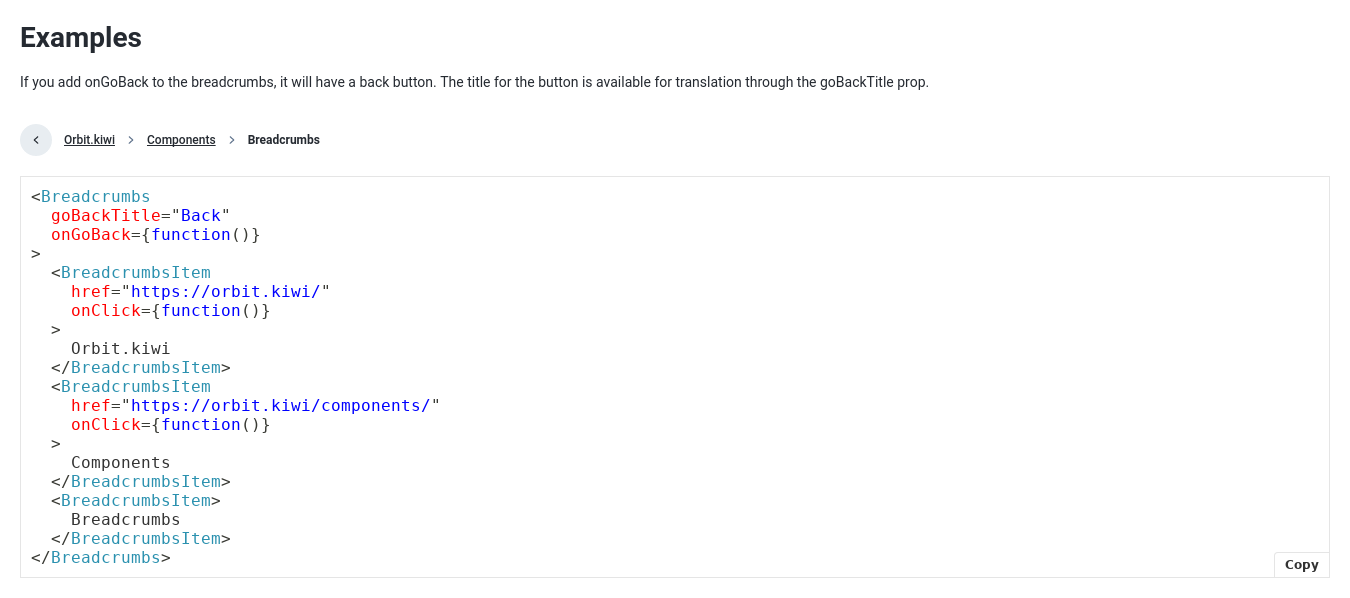 Examples
If you add onGoBack to the breadcrumbs, it will have a back button. The title for the button is available for translation through the goBackTitle prop.
Orbit.kiwi > Components > Breadcrumbs
<Breadcrumbs
  goBackTitle="Back"
  onGoBack={function()}
>
  <BreadcrumbsItem
    href="https://orbit.kiwi/"
    onClick={function()}
  >
    Orbit.kiwi
  </BreadcrumbsItem>
  <BreadcrumbsItem
    href="https://orbit.kiwi/components/"
    onClick={function()}
  >
    Components
  </BreadcrumbsItem>
  <BreadcrumbsItem>
    Breadcrumbs
  </BreadcrumbsItem>
</Breadcrumbs>
Copy